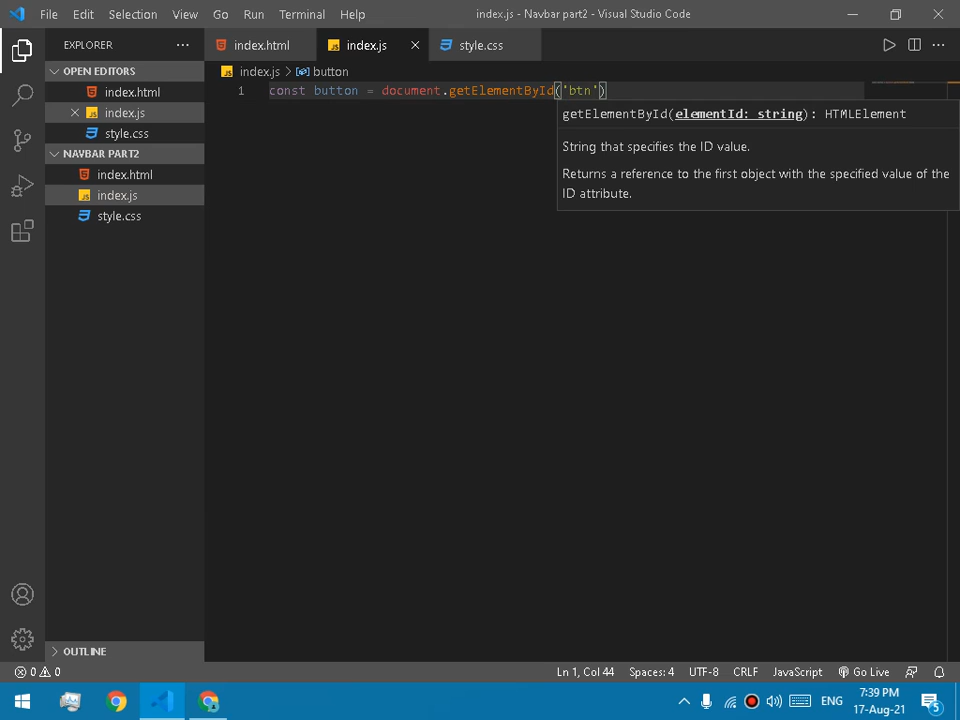 File Edit Selection View Go Run Terminal Help
index.js - Navbar part2 - Visual Studio Code
EXPLORER
index.html
index.js
style.css
OPEN EDITORS
index.html
index.js
style.css
NAVBAR PART2
index.html
index.js
style.css
OUTLINE
index.js > button
1 const button = document.getElementById('btn')
getElementById(elementId: string): HTMLElement
String that specifies the ID value.
Returns a reference to the first object with the specified value of the
ID attribute.
0 0
Ln 1, Col 44 Spaces: 4 UTF-8 CRLF JavaScript Go Live
ENG
7:39 PM
17-Aug-21
5